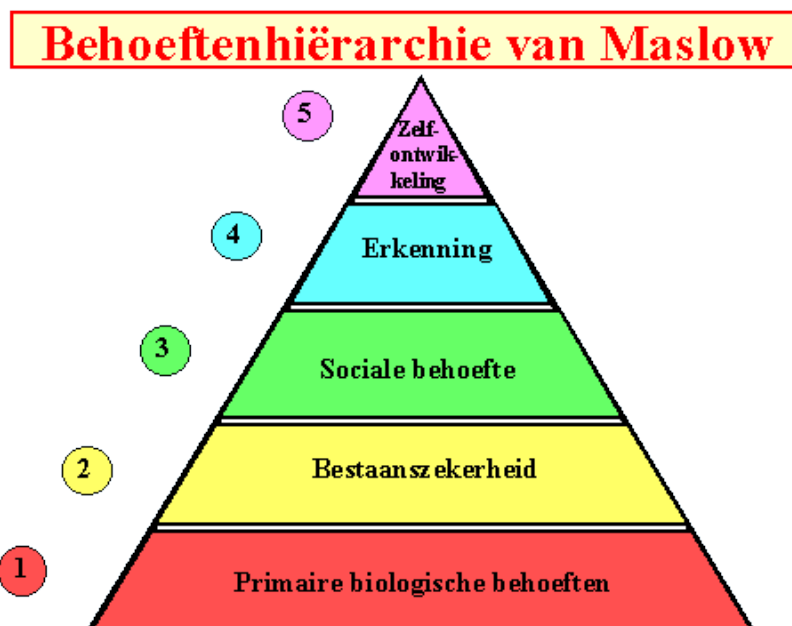 Behoeftenhiërarchie van Maslow
5
Zelf-
ontwik-
keling
4
Erkenning
3
Sociale behoefte
2
Bestaanszekerheid
1
Primaire biologische behoeften